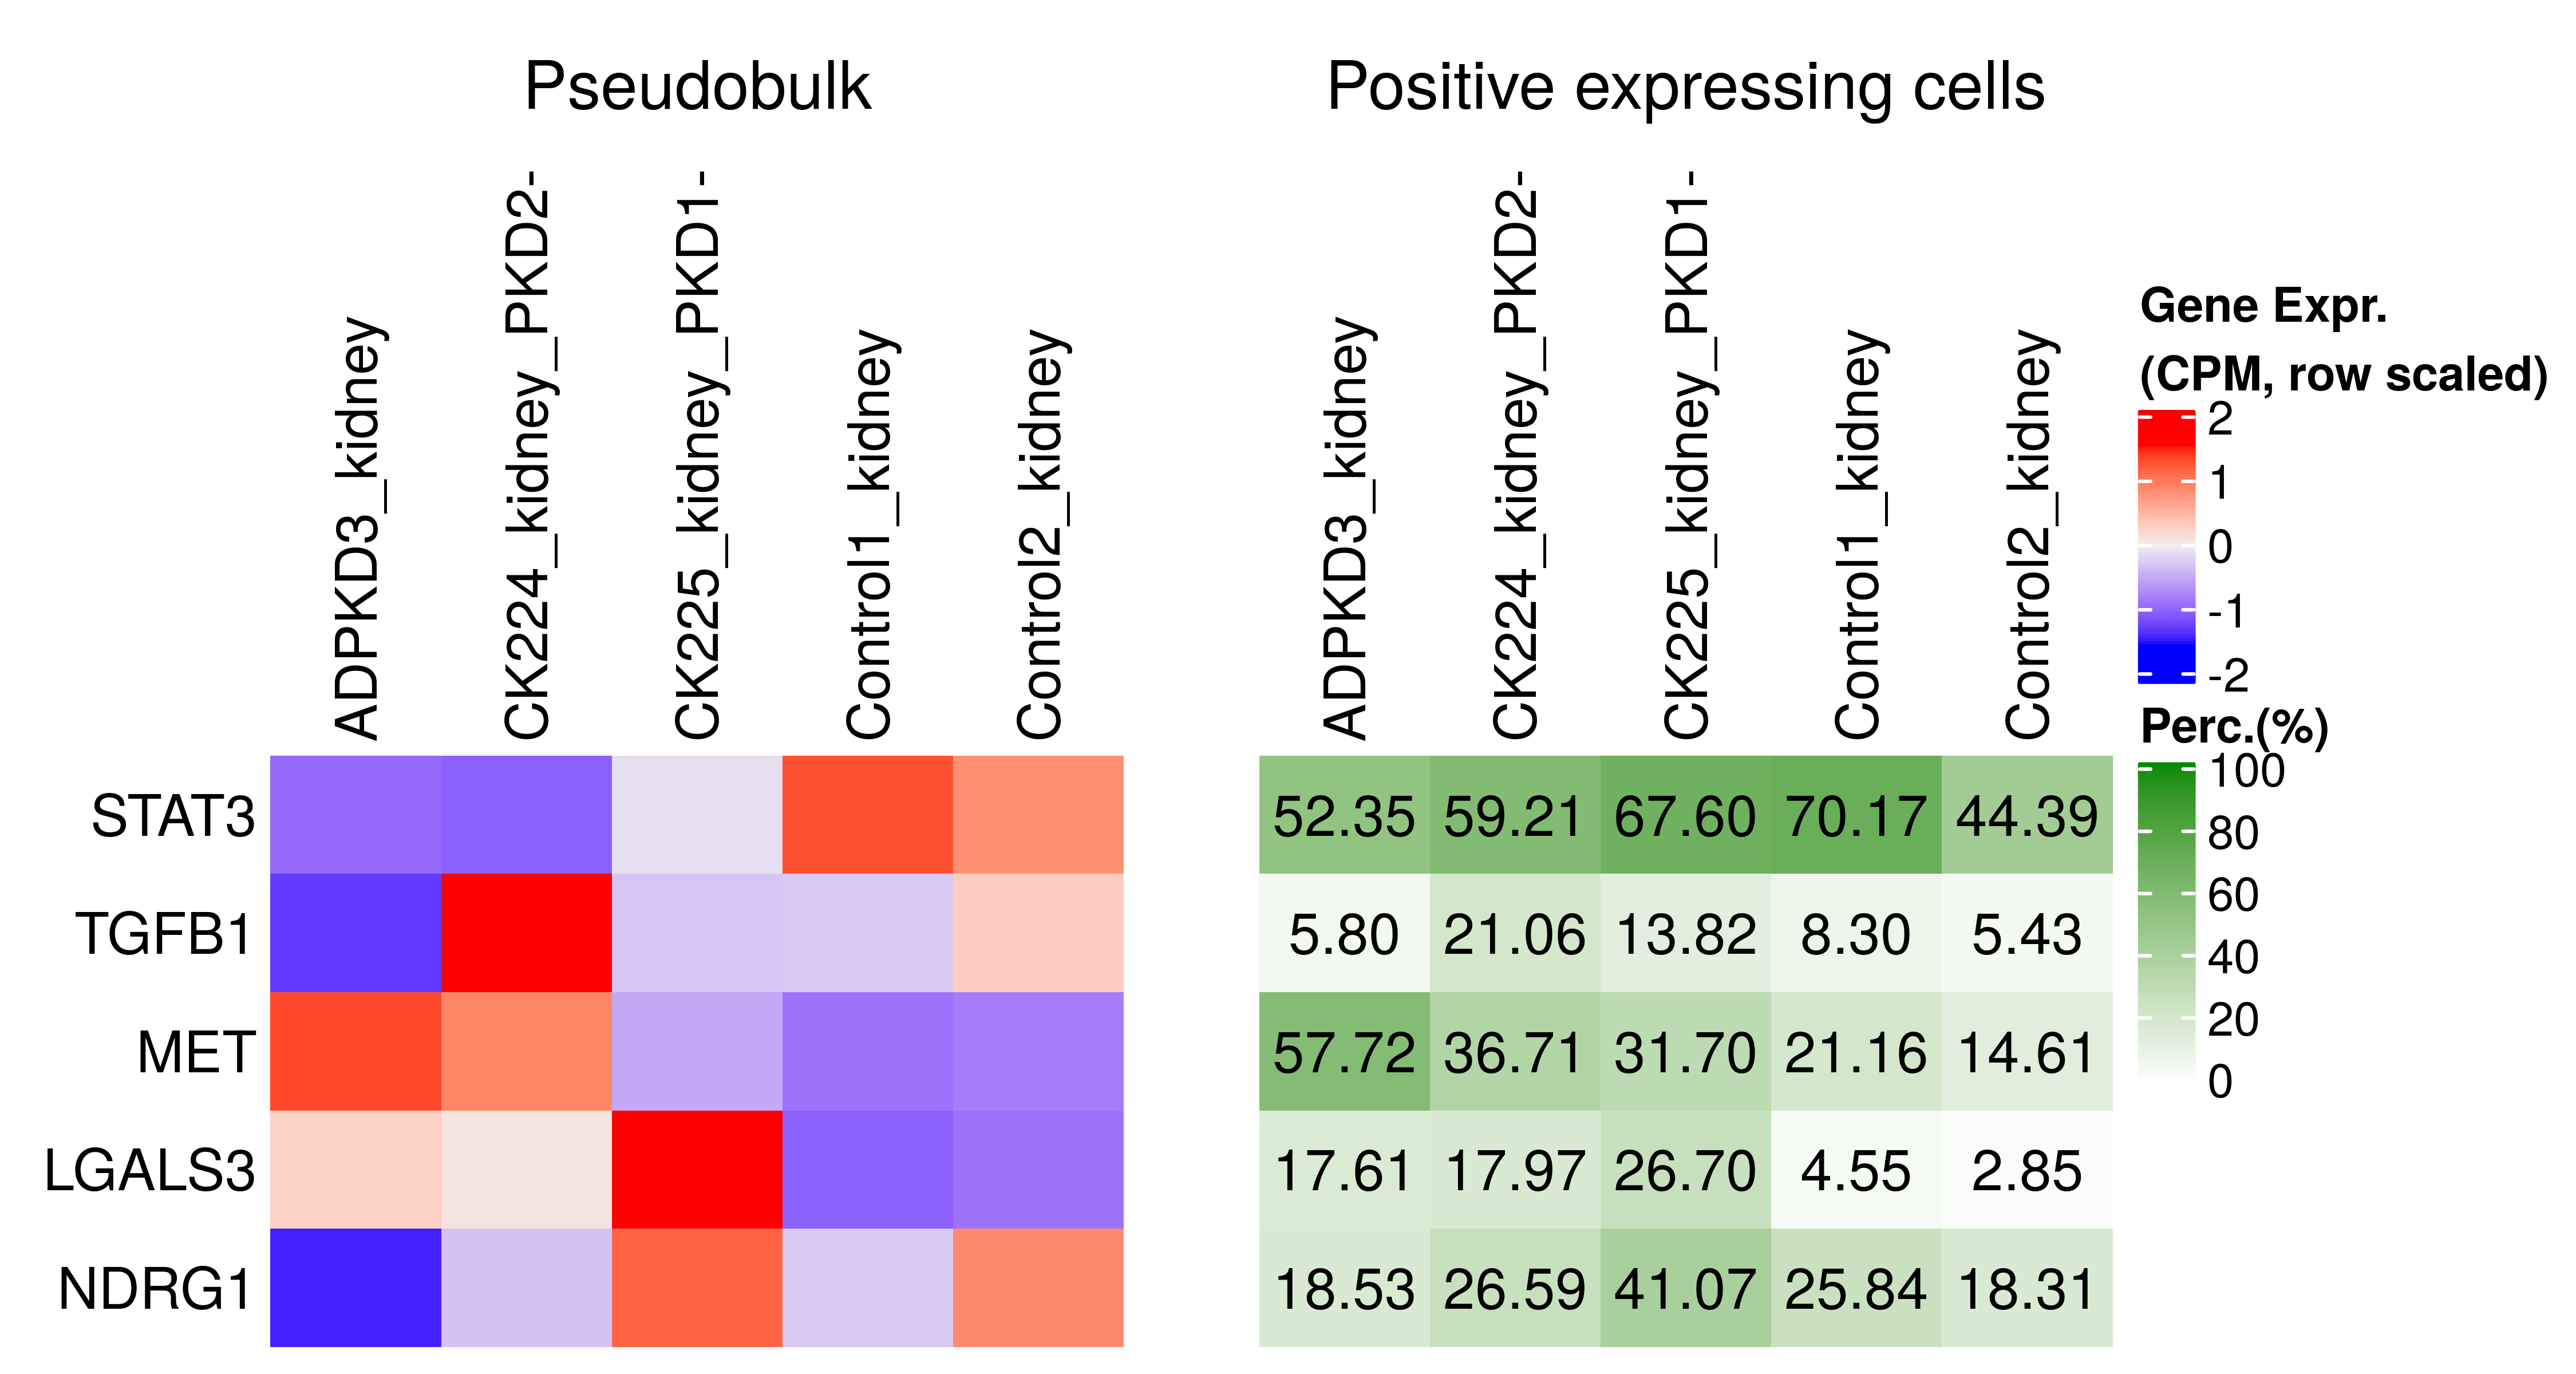 Pseudobulk
Positive expressing cells
ADPKD3_kidney
CK224_kidney_PKD2-
CK225_kidney_PKD1-
Control1_kidney
Control2_kidney
ADPKD3_kidney
CK224_kidney_PKD2-
CK225_kidney_PKD1-
Control1_kidney
Control2_kidney
STAT3
TGFB1
MET
LGALS3
NDRG1
52.35 59.21 67.60 70.17 44.39
5.80 21.06 13.82 8.30 5.43
57.72 36.71 31.70 21.16 14.61
17.61 17.97 26.70 4.55 2.85
18.53 26.59 41.07 25.84 18.31
Gene Expr.
(CPM, row scaled)
2
1
0
-1
-2
Perc.(%)
100
80
60
40
20
0